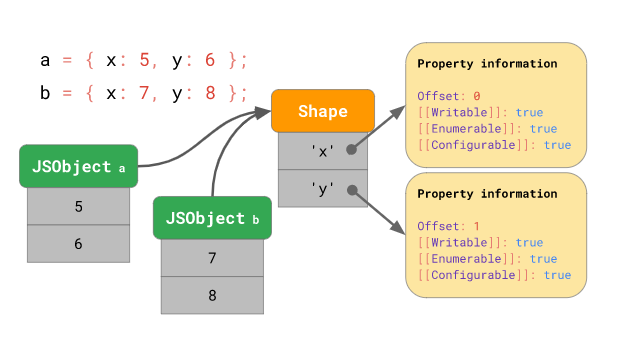 a = { x: 5, y: 6 };
b = { x: 7, y: 8 };
JSObject a
5
6
JSObject b
7
8
Shape
'x'
'y'
Property information
Offset: 0
[[Writable]]: true
[[Enumerable]]: true
[[Configurable]]: true
Property information
Offset: 1
[[Writable]]: true
[[Enumerable]]: true
[[Configurable]]: true